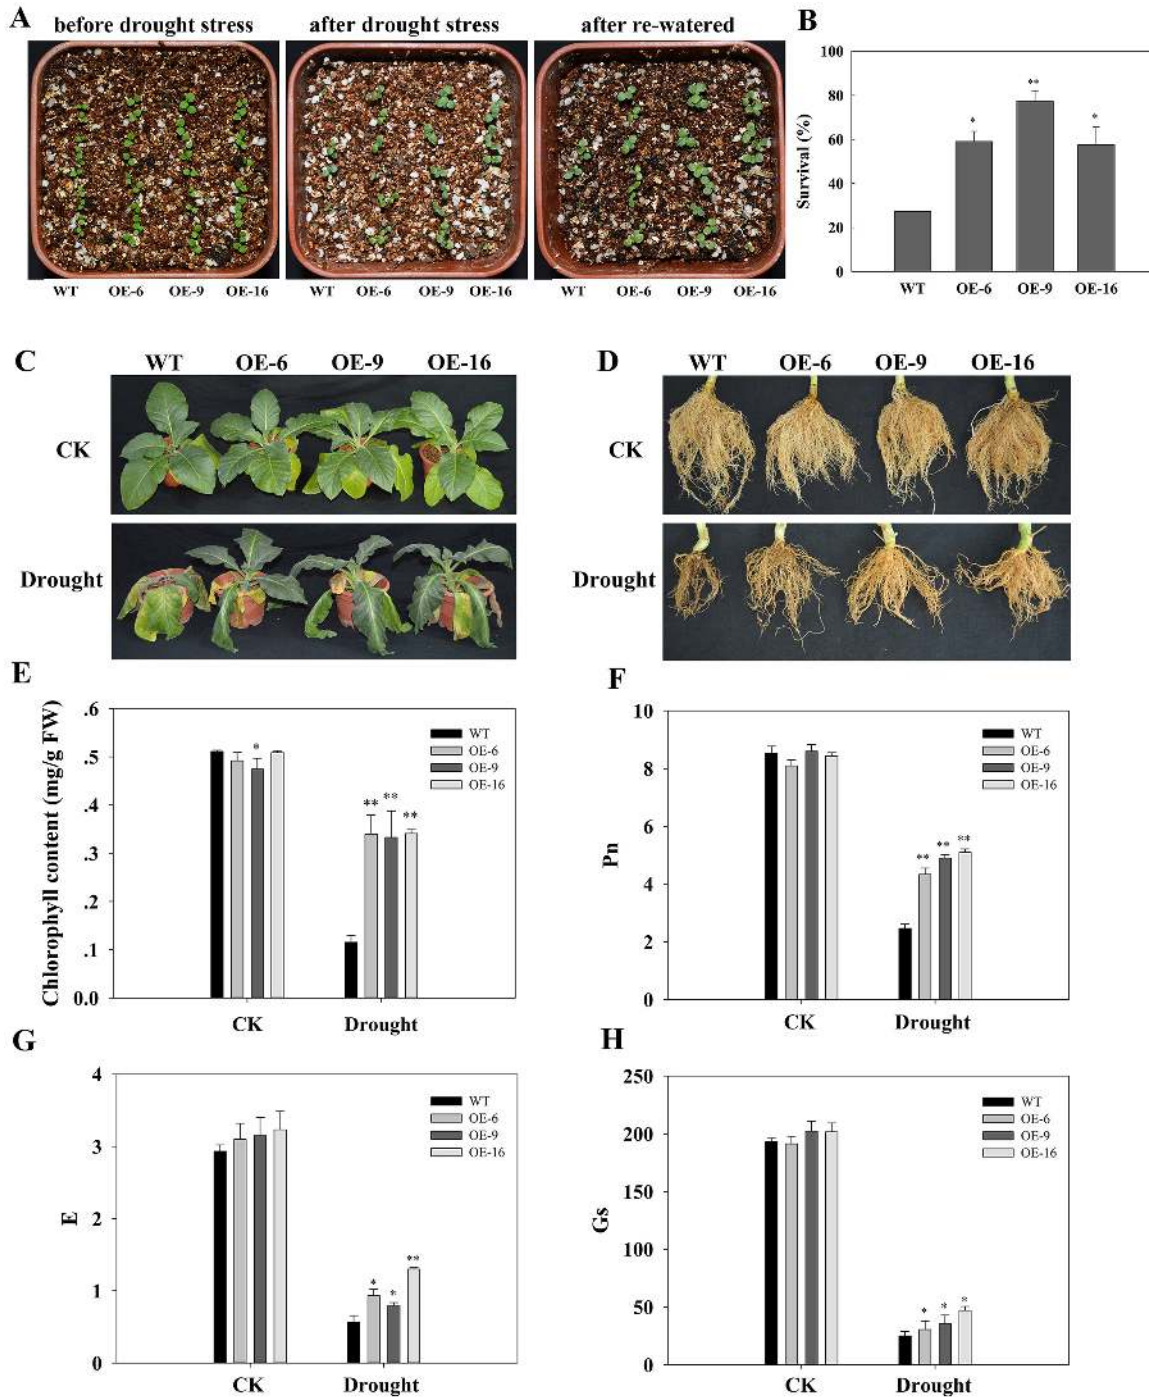 A
before drought stress
after drought stress
after re-watered
WT OE-6 OE-9 OE-16
WT OE-6 OE-9 OE-16
WT OE-6 OE-9 OE-16
B
Survival (%)
100
80
60
40
20
0
*
**
*
WT OE-6 OE-9 OE-16
C
WT OE-6 OE-9 OE-16
CK
Drought
D
WT OE-6 OE-9 OE-16
CK
Drought
E
Chlorophyll content (mg/g FW)
.6
.5
.4
.3
.2
.1
0.0
*
** ** **
WT
OE-6
OE-9
OE-16
CK Drought
F
Pn
10
8
6
4
2
0
** ** **
WT
OE-6
OE-9
OE-16
CK Drought
G
E
4
3
2
1
0
* * **
WT
OE-6
OE-9
OE-16
CK Drought
H
Gs
250
200
150
100
50
0
* * *
WT
OE-6
OE-9
OE-16
CK Drought